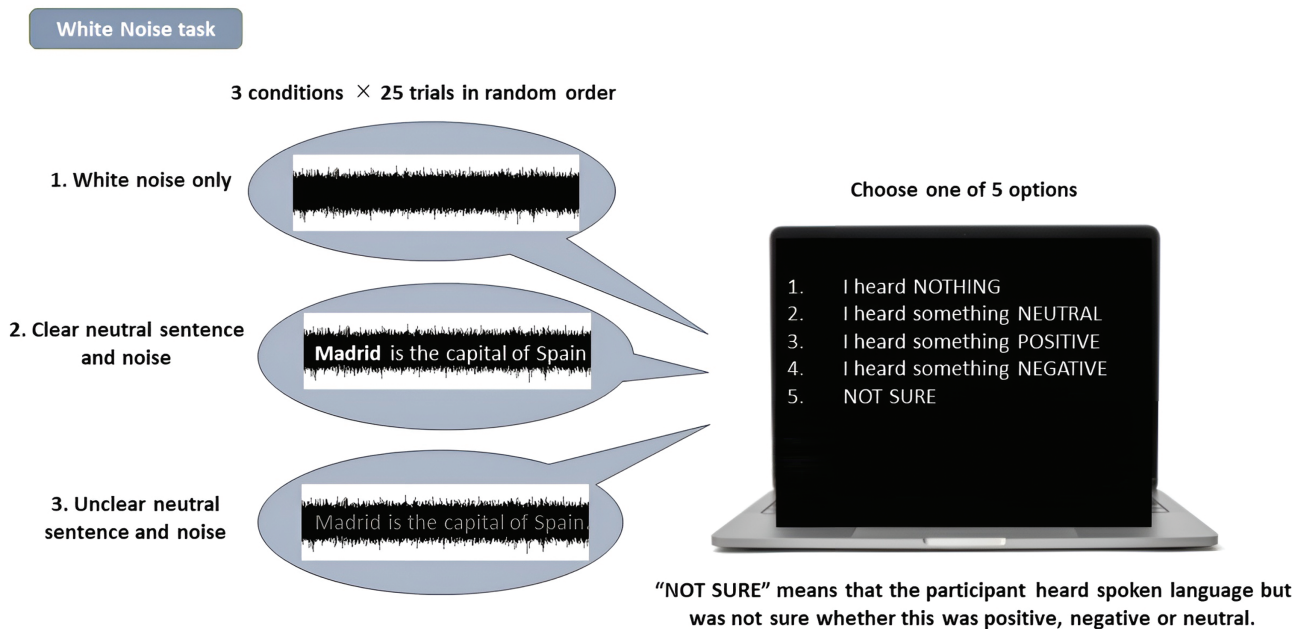 White Noise task
3 conditions × 25 trials in random order
1. White noise only
2. Clear neutral sentence
and noise
Madrid is the capital of Spain
3. Unclear neutral
sentence and noise
Madrid is the capital of Spain.
Choose one of 5 options
1. I heard NOTHING
2. I heard something NEUTRAL
3. I heard something POSITIVE
4. I heard something NEGATIVE
5. NOT SURE
“NOT SURE” means that the participant heard spoken language but
was not sure whether this was positive, negative or neutral.